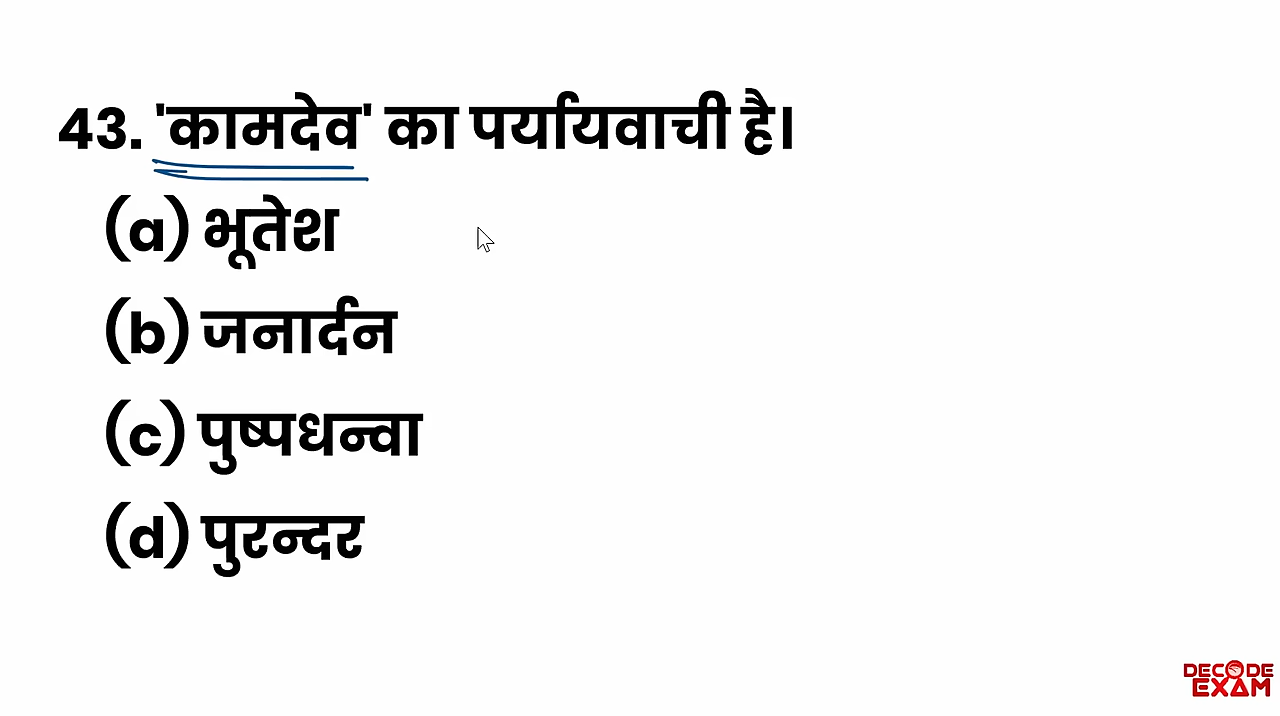 43. 'कामदेव' का पर्यायवाची है।
(a) भूतेश
(b) जनार्दन
(c) पुष्पधन्वा
(d) पुरन्दर
DECODE
EXAM